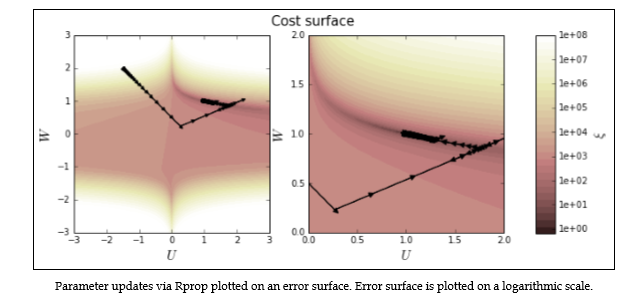 Cost surface
3
2
1
0
−1
−2
−3
W
−3 −2 −1 0 1 2 3
U
2.0
1.5
1.0
0.5
0.0
W
0.0 0.5 1.0 1.5 2.0
U
1e+08
1e+07
1e+06
1e+05
1e+04
1e+03
1e+02
1e+01
1e+00
ξ
Parameter updates via Rprop plotted on an error surface. Error surface is plotted on a logarithmic scale.